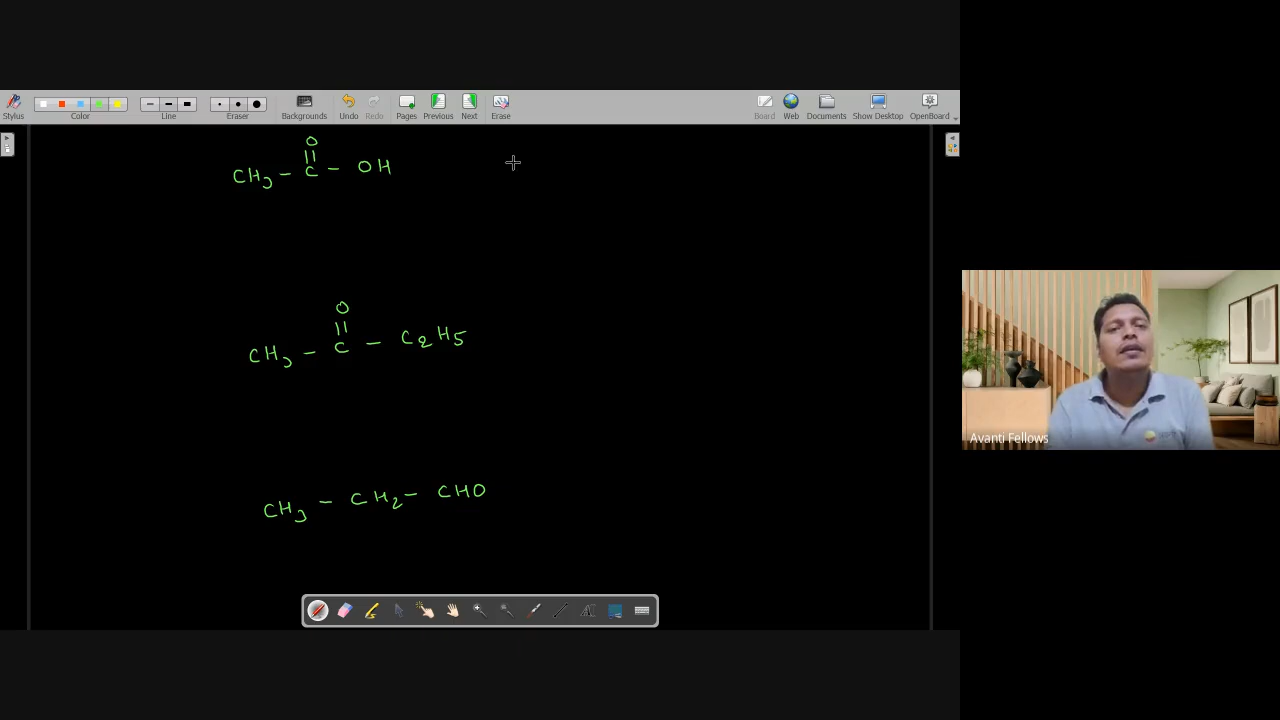 Stylus
Color
Line
Eraser
Backgrounds
Undo
Redo
Pages
Previous
Next
Erase
Board
Web
Documents
Show Desktop
OpenBoard
O
||
CH3 - C - OH
O
||
CH3 - C - C2H5
CH3 - CH2 - CHO
Avanti Fellows